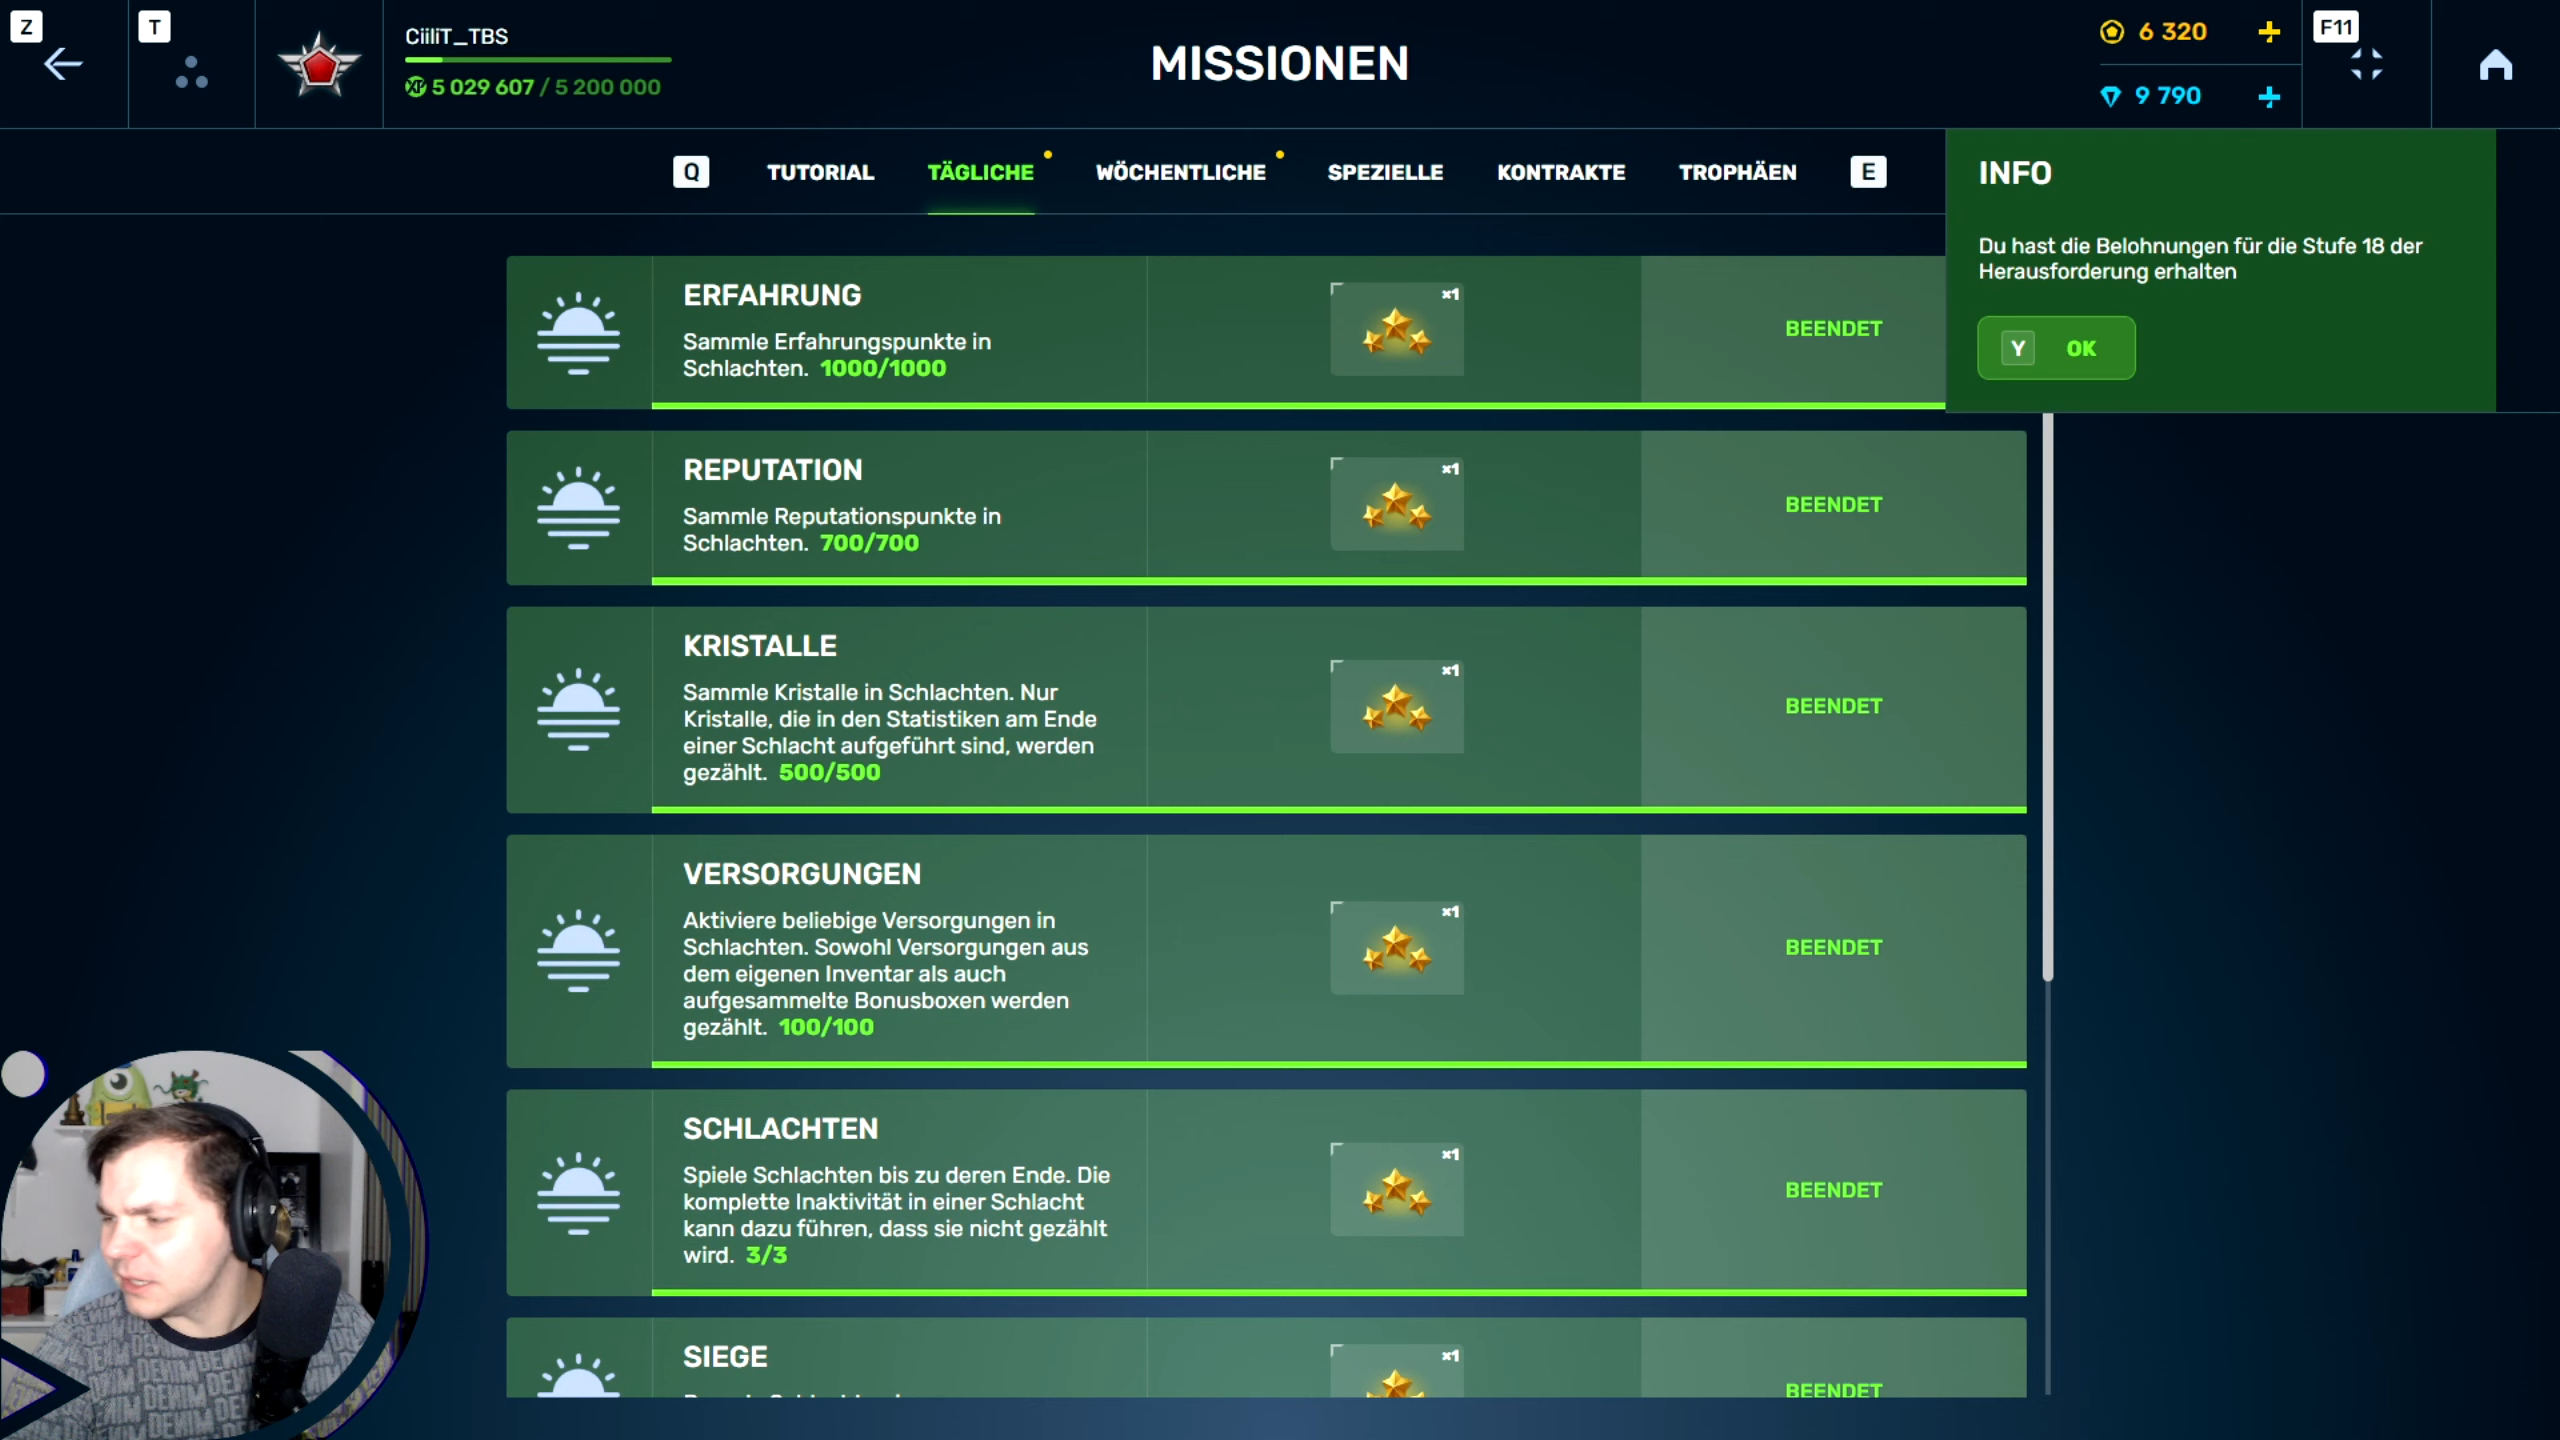 Z
T
CiiliT_TBS
XP 5 029 607 / 5 200 000
MISSIONEN
6 320
9 790
F11
Q
TUTORIAL
TÄGLICHE
WÖCHENTLICHE
SPEZIELLE
KONTRAKTE
TROPHÄEN
E
INFO
Du hast die Belohnungen für die Stufe 18 der
Herausforderung erhalten
Y OK
ERFAHRUNG
Sammle Erfahrungspunkte in
Schlachten. 1000/1000
×1
BEENDET
REPUTATION
Sammle Reputationspunkte in
Schlachten. 700/700
×1
BEENDET
KRISTALLE
Sammle Kristalle in Schlachten. Nur
Kristalle, die in den Statistiken am Ende
einer Schlacht aufgeführt sind, werden
gezählt. 500/500
×1
BEENDET
VERSORGUNGEN
Aktiviere beliebige Versorgungen in
Schlachten. Sowohl Versorgungen aus
dem eigenen Inventar als auch
aufgesammelte Bonusboxen werden
gezählt. 100/100
×1
BEENDET
SCHLACHTEN
Spiele Schlachten bis zu deren Ende. Die
komplette Inaktivität in einer Schlacht
kann dazu führen, dass sie nicht gezählt
wird. 3/3
×1
BEENDET
SIEGE
×1
BEENDET
DENIM